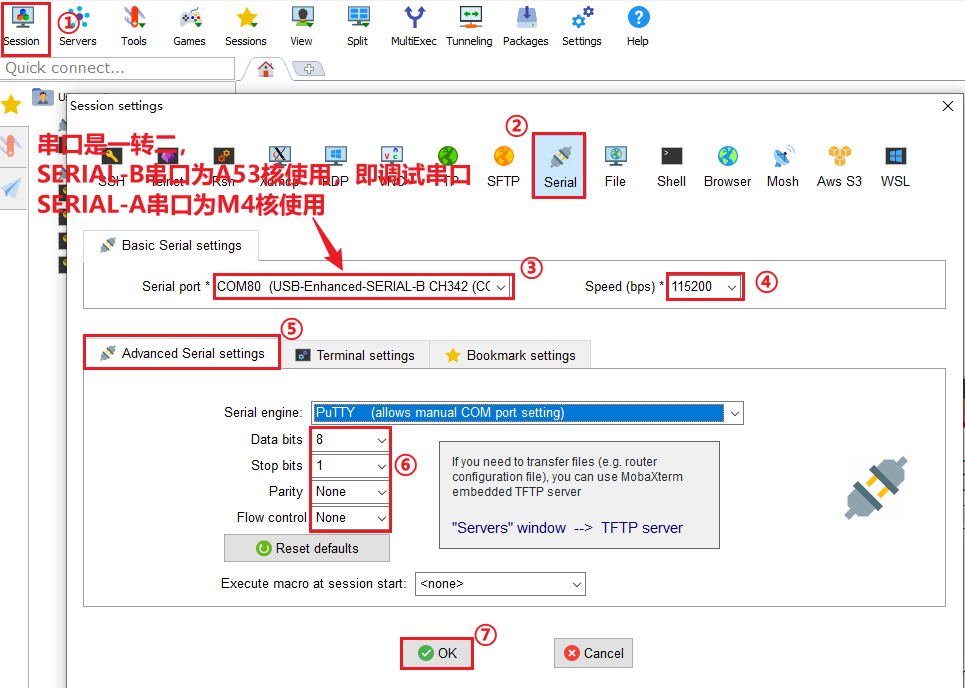 Session
①
Servers
Tools
Games
Sessions
View
Split
MultiExec
Tunneling
Packages
Settings
Help
Quick connect...
Session settings
②
串口是一转二，
SERIAL-B串口为A53核使用，即调试串口
SERIAL-A串口为M4核使用
SSH
Telnet
Rsh
Xdmcp
RDP
VNC
FTP
SFTP
Serial
File
Shell
Browser
Mosh
Aws S3
WSL
Basic Serial settings
Serial port *
COM80 (USB-Enhanced-SERIAL-B CH342 (CO
③
Speed (bps) *
115200
④
⑤
Advanced Serial settings
Terminal settings
Bookmark settings
Serial engine:
PuTTY (allows manual COM port setting)
Data bits
8
Stop bits
1
⑥
Parity
None
Flow control
None
If you need to transfer files (e.g. router
configuration file), you can use MobaXterm
embedded TFTP server
"Servers" window --> TFTP server
Reset defaults
Execute macro at session start:
<none>
⑦
OK
Cancel